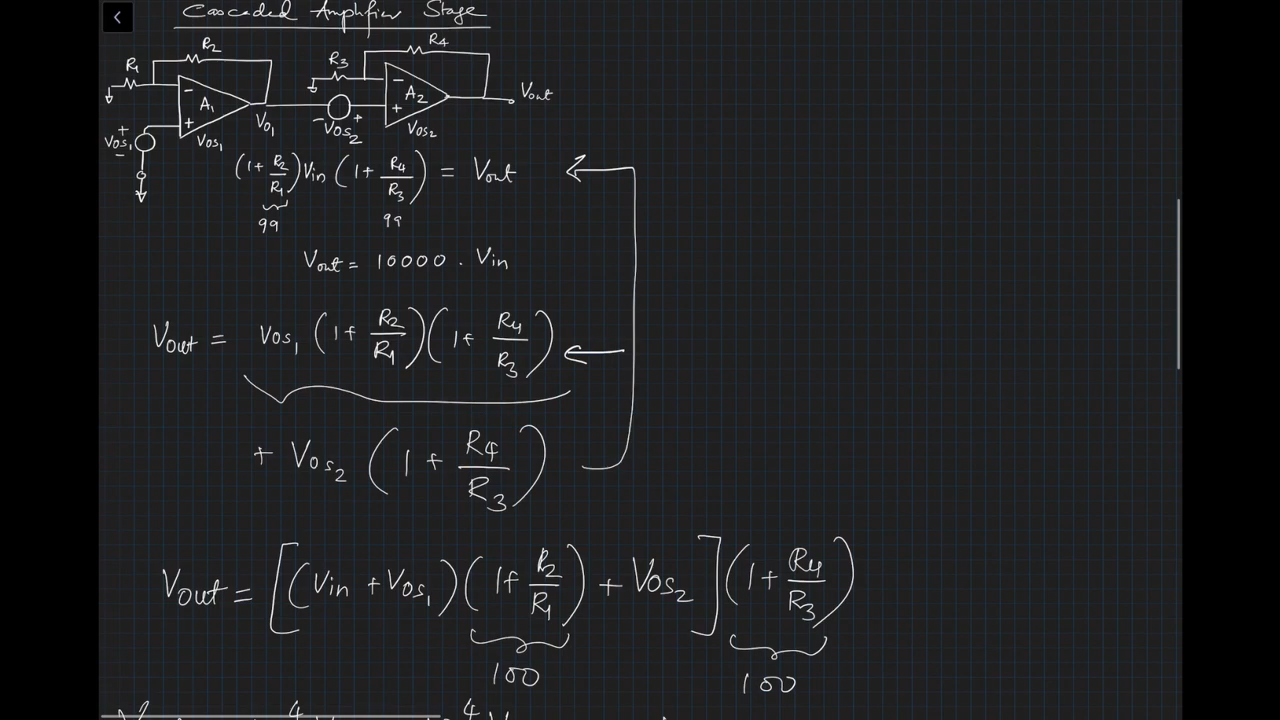 Cascaded Amplifier Stage
R2 R4
R1 R3
- -
A1 A2 Vout
+ +
VO1
+ - +
VOS1 VOS1 VOS2 VOS2
-
(1+ R2/R1) Vin (1+ R4/R3) = Vout
99 99
Vout = 10000 . Vin
Vout = VOS1 (1+ R2/R1)(1+ R4/R3)
+ VOS2 (1 + R4/R3)
Vout = [(Vin + VOS1)(1+ R2/R1) + VOS2](1+ R4/R3)
100 100